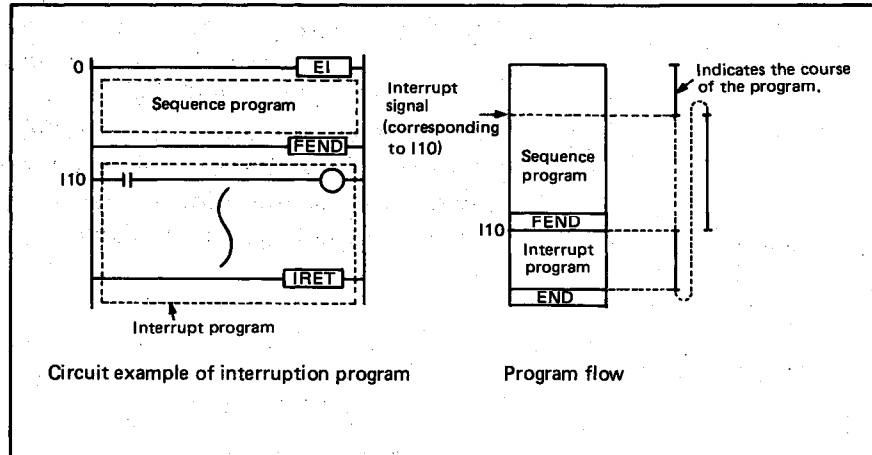 0
EI
Sequence program
FEND
I10
IRET
Interrupt program
Circuit example of interruption program
Interrupt
signal
(corresponding
to I10)
Indicates the course
of the program.
Sequence
program
FEND
I10
Interrupt
program
END
Program flow